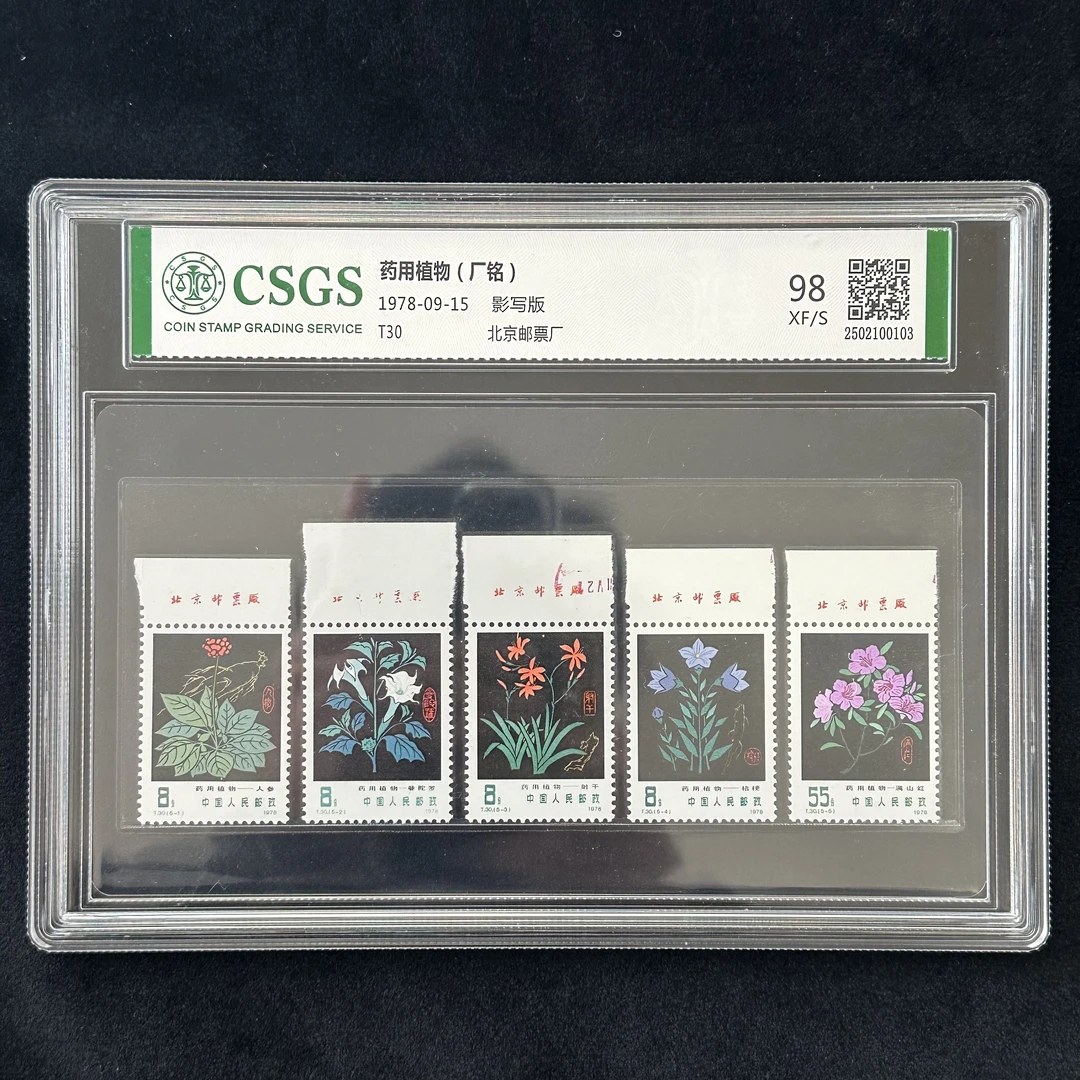 CSGS
COIN STAMP GRADING SERVICE
药用植物（厂铭）
1978-09-15 影写版
T30 北京邮票厂
98
XF/S
2502100103
北京邮票厂
北京邮票厂
北京邮票厂
北京邮票厂
人参
射干
药用植物——人参
8分 中国人民邮政
T.30.(5-1) 1978
药用植物——曼陀罗
8分 中国人民邮政
T.30.(5-2) 1978
药用植物——射干
8分 中国人民邮政
T.30.(5-3) 1978
药用植物——桔梗
8分 中国人民邮政
T.30.(5-4) 1978
药用植物——满山红
55分 中国人民邮政
T.30.(5-5) 1978